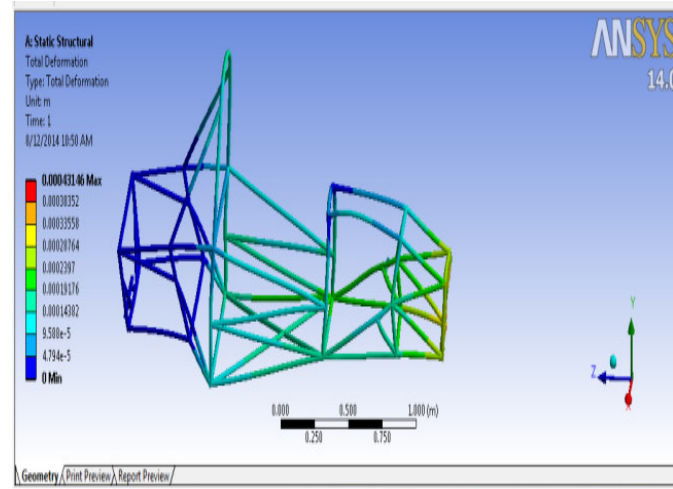 A: Static Structural
Total Deformation
Type: Total Deformation
Unit: m
Time: 1
8/12/2014 10:50 AM
0.00043146 Max
0.00038352
0.00033558
0.00028764
0.0002397
0.00019176
0.00014382
9.588e-5
4.794e-5
0 Min
ANSYS
14.0
Y
Z
X
0.000 0.500 1.000 (m)
0.250 0.750
Geometry Print Preview Report Preview